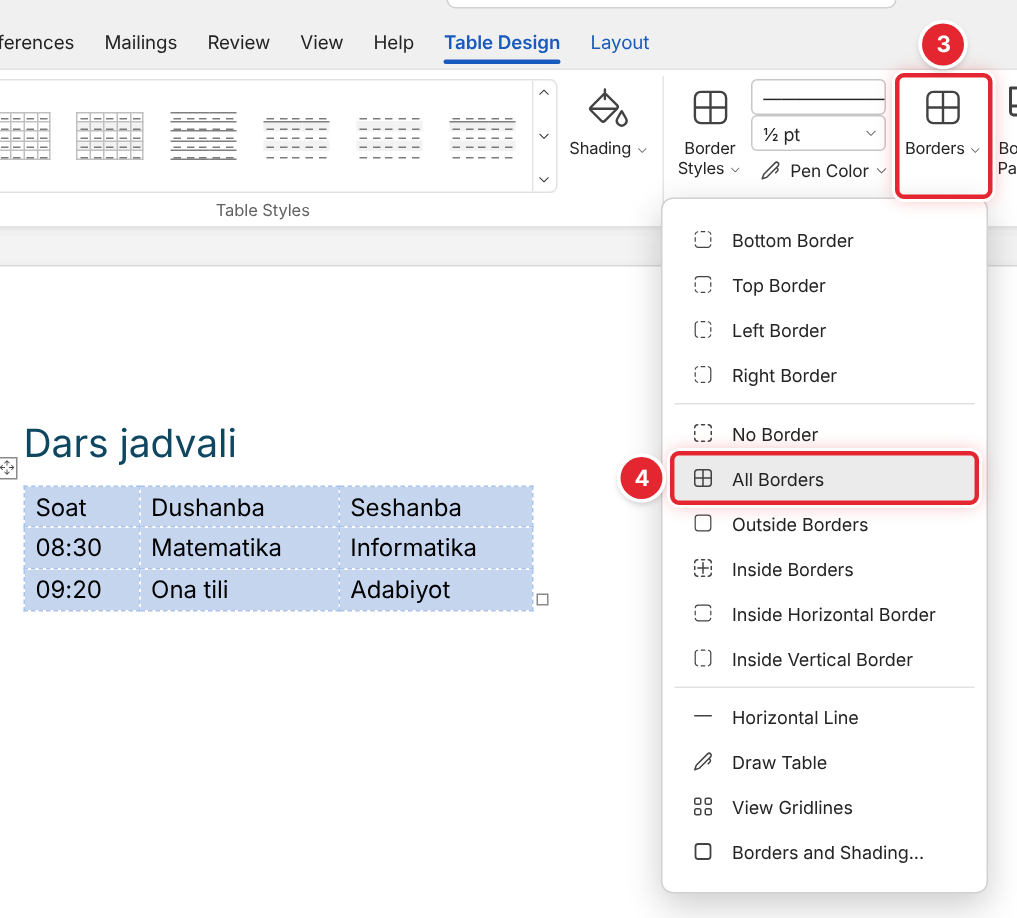 ferences Mailings Review View Help Table Design Layout
3
Shading
Border Styles
½ pt
Pen Color
Borders
Bo
Pa
Table Styles
Bottom Border
Top Border
Left Border
Right Border
No Border
4
All Borders
Outside Borders
Inside Borders
Inside Horizontal Border
Inside Vertical Border
Horizontal Line
Draw Table
View Gridlines
Borders and Shading...
Dars jadvali
Soat Dushanba Seshanba
08:30 Matematika Informatika
09:20 Ona tili Adabiyot